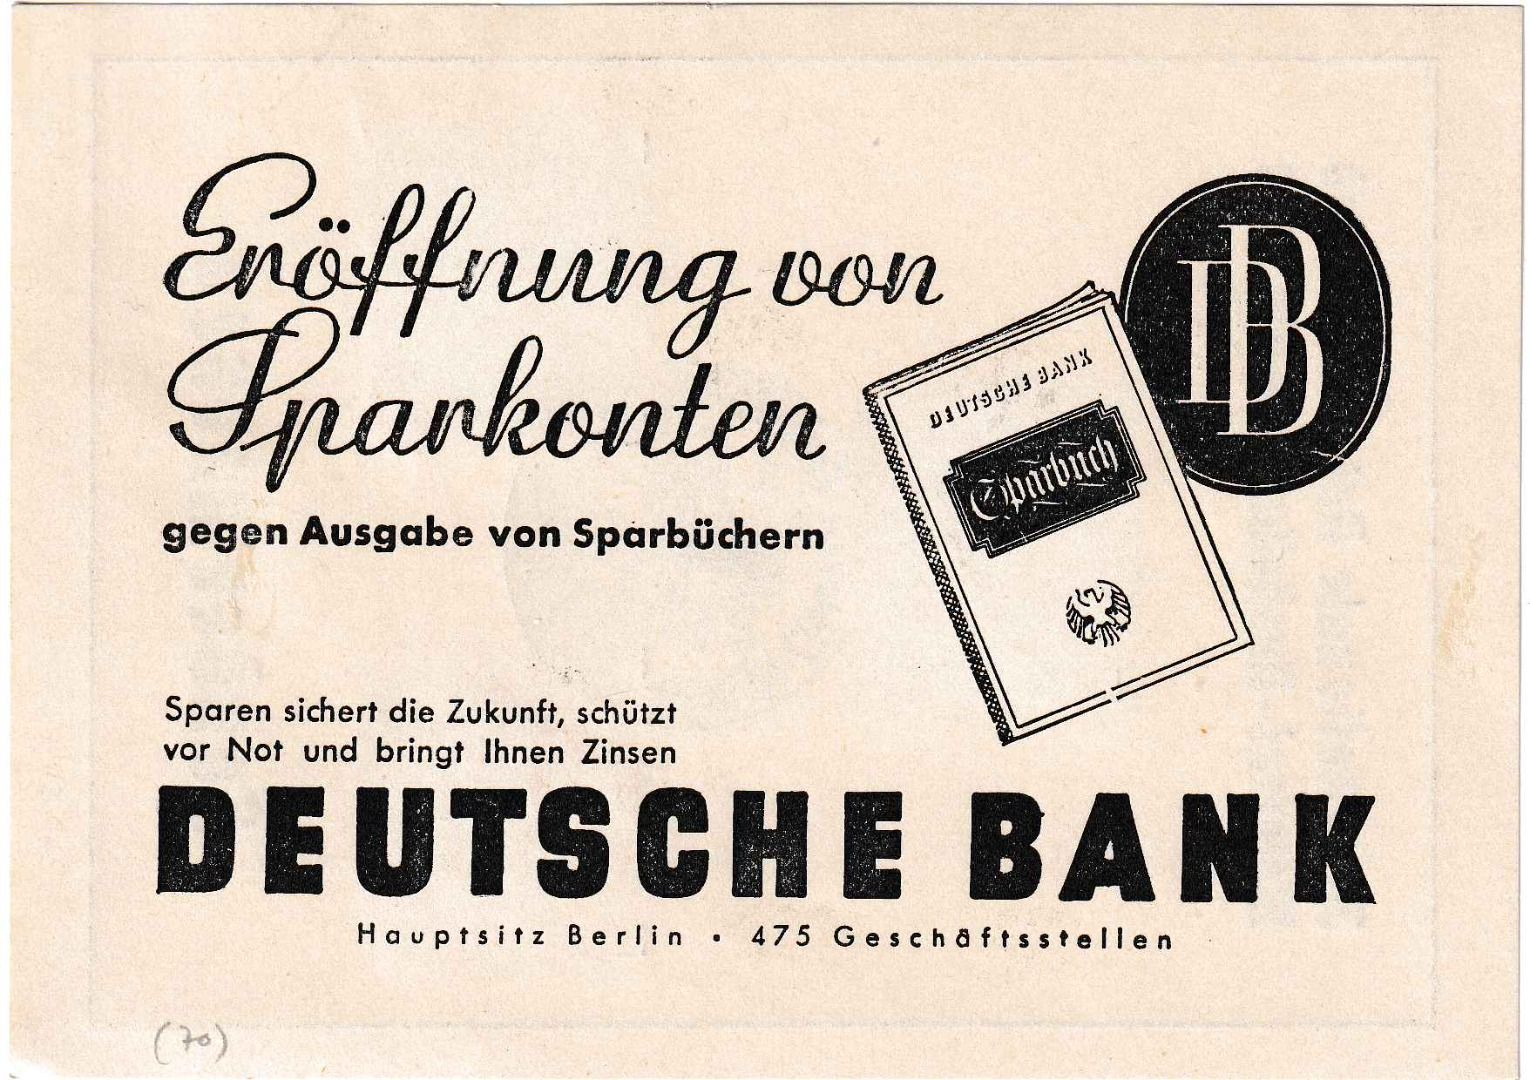 Eröffnung von
Sparkonten
gegen Ausgabe von Sparbüchern
DB
DEUTSCHE BANK
Sparbuch
Sparen sichert die Zukunft, schützt
vor Not und bringt Ihnen Zinsen
DEUTSCHE BANK
Hauptsitz Berlin • 475 Geschäftsstellen
(70)